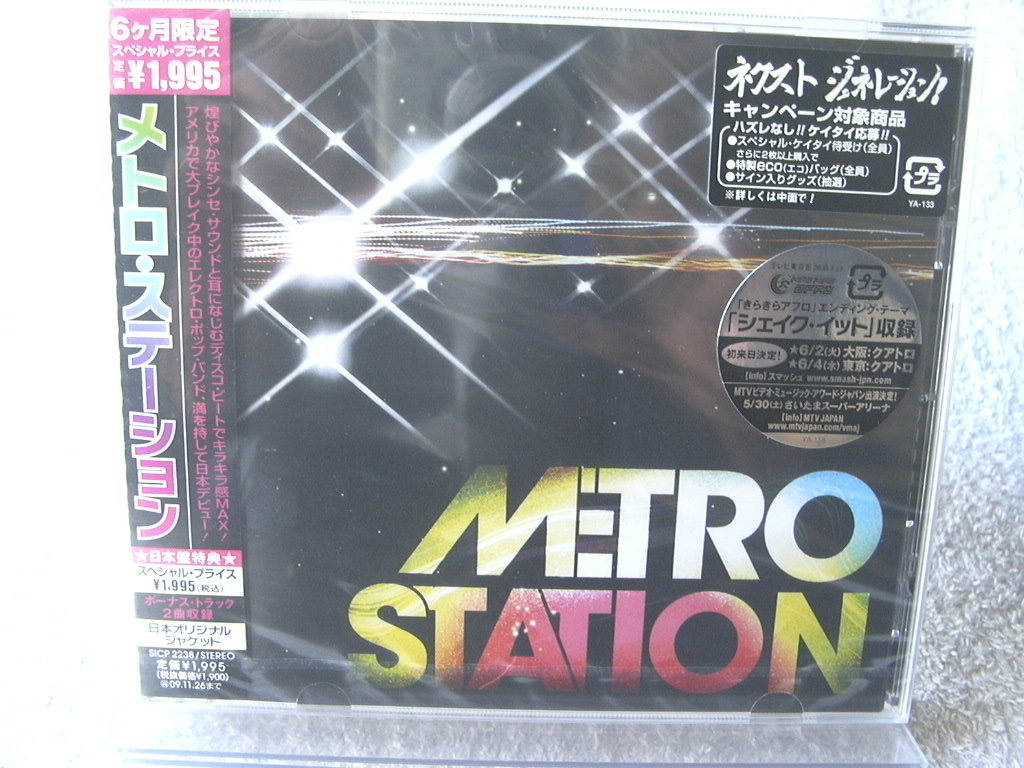 6ヶ月限定
スペシャル・プライス
定価 ¥1,995
メトロ・ステーション
煌びやかなシンセ・サウンドと耳になじむディスコ・ビートでキラキラ感MAX!
アメリカで大ブレイク中のエレクトロ・ポップ・バンド、満を持して日本デビュー!
★日本盤特典★
スペシャル・プライス
¥1,995(税込)
ボーナス・トラック
2曲収録
日本オリジナル
ジャケット
SICP 2238/STEREO
定価¥1,995
(税抜価格¥1,900)
09.11.26まで
ネクスト ジェネレーション!
キャンペーン対象商品
ハズレなし!! ケイタイ応募!!
●スペシャル・ケイタイ待受け(全員)
さらに2枚以上購入で
●特製eco(エコ)バッグ(全員)
●サイン入りグッズ(抽選)
※詳しくは中面で!
プラ
YA-133
プラ
「きらきらアフロ」エンディング・テーマ
「シェイク・イット」収録
初来日決定!
★6/2(火) 大阪:クアトロ
★6/4(木) 東京:クアトロ
[info] スマッシュ www.smash-jpn.com
MTVビデオ・ミュージック・アワード・ジャパン出演決定!
5/30(土) さいたまスーパーアリーナ
[info] MTV JAPAN
www.mtvjapan.com/vmaj
METRO
STATION